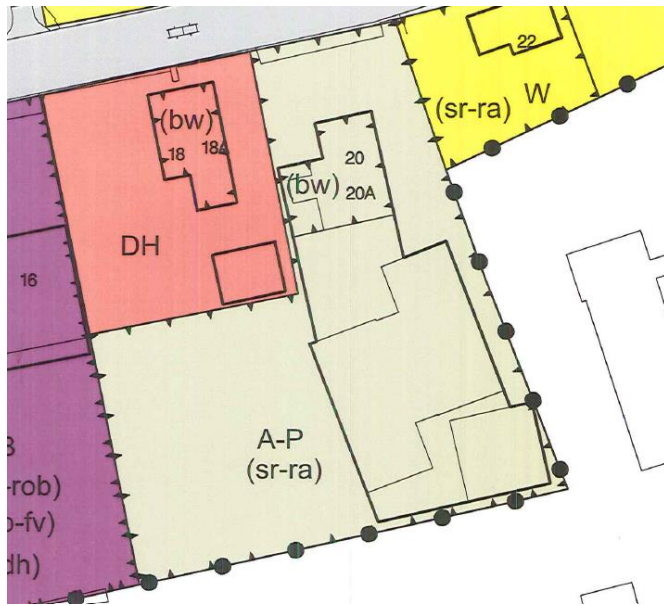 22
(sr-ra) W
(bw)
18 18A
20
(bw)
20A
DH
16
A-P
(sr-ra)
-rob)
-fv)
dh)